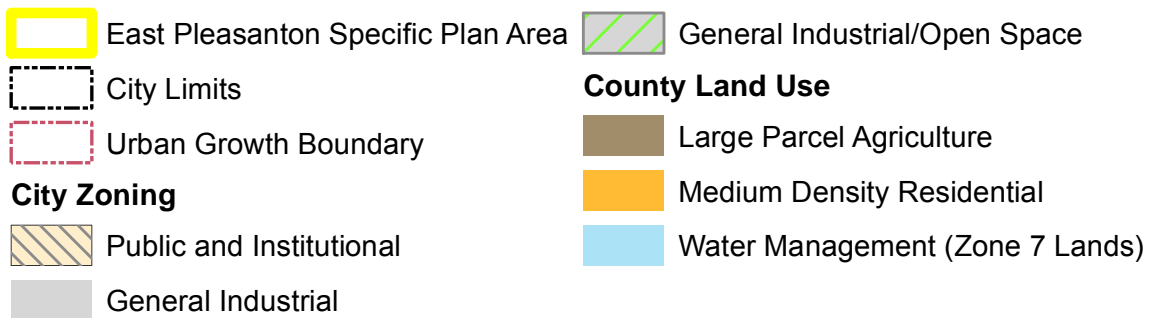 East Pleasanton Specific Plan Area
City Limits
Urban Growth Boundary
City Zoning
Public and Institutional
General Industrial
General Industrial/Open Space
County Land Use
Large Parcel Agriculture
Medium Density Residential
Water Management (Zone 7 Lands)